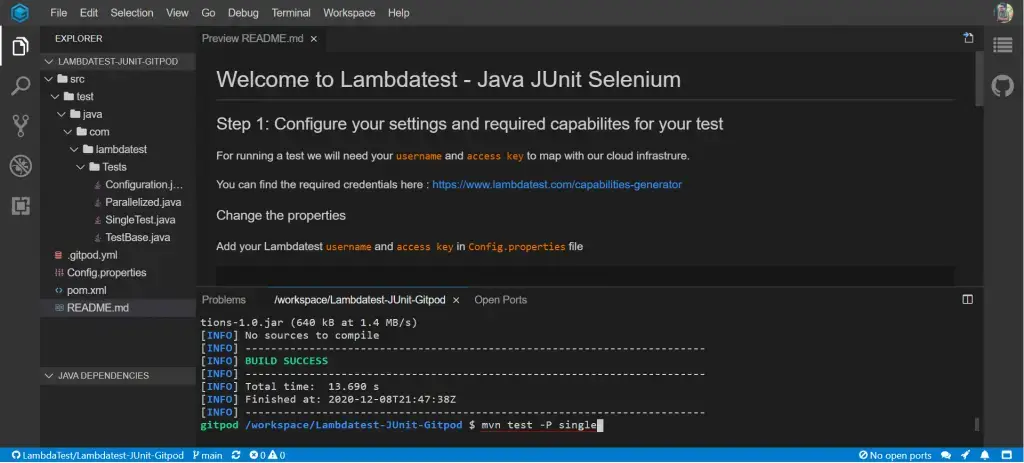 File Edit Selection View Go Debug Terminal Workspace Help
EXPLORER
LAMBDATEST-JUNIT-GITPOD
src
test
java
com
lambdatest
Tests
Configuration.j...
Parallelized.java
SingleTest.java
TestBase.java
.gitpod.yml
Config.properties
pom.xml
README.md
JAVA DEPENDENCIES
Preview README.md ×
Welcome to Lambdatest - Java JUnit Selenium
Step 1: Configure your settings and required capabilites for your test
For running a test we will need your username and access key to map with our cloud infrastrure.
You can find the required credentials here : https://www.lambdatest.com/capabilities-generator
Change the properties
Add your Lambdatest username and access key in Config.properties file
Problems /workspace/Lambdatest-JUnit-Gitpod × Open Ports
tions-1.0.jar (640 kB at 1.4 MB/s)
[INFO] No sources to compile
[INFO] ------------------------------------------------------------------------
[INFO] BUILD SUCCESS
[INFO] ------------------------------------------------------------------------
[INFO] Total time:  13.690 s
[INFO] Finished at: 2020-12-08T21:47:38Z
[INFO] ------------------------------------------------------------------------
gitpod /workspace/Lambdatest-JUnit-Gitpod $ mvn test -P single
LambdaTest/Lambdatest-JUnit-Gitpod main 0 0 No open ports